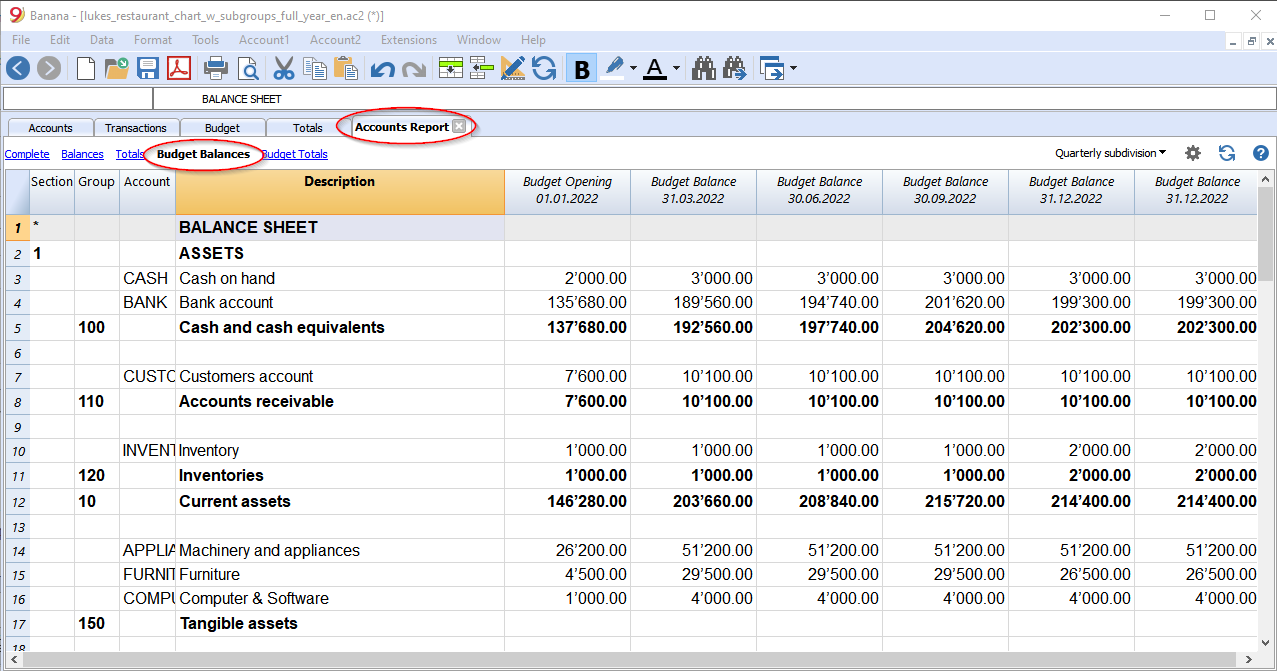 Banana - [lukes_restaurant_chart_w_subgroups_full_year_en.ac2 (*)]
File Edit Data Format Tools Account1 Account2 Extensions Window Help
B A
BALANCE SHEET
Accounts Transactions Budget Totals Accounts Report
Complete Balances Totals Budget Balances Budget Totals Quarterly subdivision
Section Group Account Description Budget Opening Budget Balance Budget Balance Budget Balance Budget Balance Budget Balance
01.01.2022 31.03.2022 30.06.2022 30.09.2022 31.12.2022 31.12.2022
1 * BALANCE SHEET
2 1 ASSETS
3 CASH Cash on hand 2’000.00 3’000.00 3’000.00 3’000.00 3’000.00 3’000.00
4 BANK Bank account 135’680.00 189’560.00 194’740.00 201’620.00 199’300.00 199’300.00
5 100 Cash and cash equivalents 137’680.00 192’560.00 197’740.00 204’620.00 202’300.00 202’300.00
6
7 CUSTO Customers account 7’600.00 10’100.00 10’100.00 10’100.00 10’100.00 10’100.00
8 110 Accounts receivable 7’600.00 10’100.00 10’100.00 10’100.00 10’100.00 10’100.00
9
10 INVENT Inventory 1’000.00 1’000.00 1’000.00 1’000.00 2’000.00 2’000.00
11 120 Inventories 1’000.00 1’000.00 1’000.00 1’000.00 2’000.00 2’000.00
12 10 Current assets 146’280.00 203’660.00 208’840.00 215’720.00 214’400.00 214’400.00
13
14 APPLIA Machinery and appliances 26’200.00 51’200.00 51’200.00 51’200.00 51’200.00 51’200.00
15 FURNIT Furniture 4’500.00 29’500.00 29’500.00 29’500.00 26’500.00 26’500.00
16 COMPU Computer & Software 1’000.00 4’000.00 4’000.00 4’000.00 4’000.00 4’000.00
17 150 Tangible assets
18